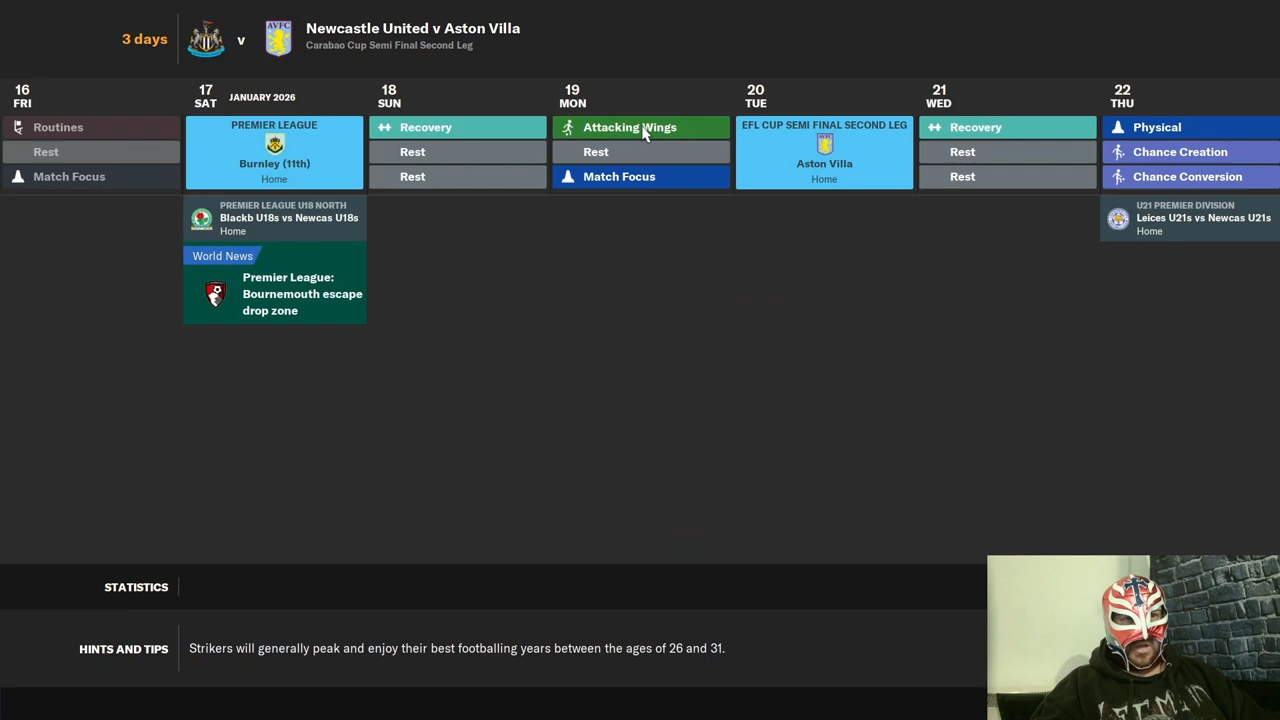 3 days
v
Newcastle United v Aston Villa
Carabao Cup Semi Final Second Leg
16
FRI
17
SAT
JANUARY 2026
18
SUN
19
MON
20
TUE
21
WED
22
THU
Routines
Rest
Match Focus
PREMIER LEAGUE
Burnley (11th)
Home
Recovery
Rest
Rest
Attacking Wings
Rest
Match Focus
EFL CUP SEMI FINAL SECOND LEG
Aston Villa
Home
Recovery
Rest
Rest
Physical
Chance Creation
Chance Conversion
PREMIER LEAGUE U18 NORTH
Blackb U18s vs Newcas U18s
Home
World News
Premier League:
Bournemouth escape
drop zone
U21 PREMIER DIVISION
Leices U21s vs Newcas U21s
Home
STATISTICS
HINTS AND TIPS
Strikers will generally peak and enjoy their best footballing years between the ages of 26 and 31.